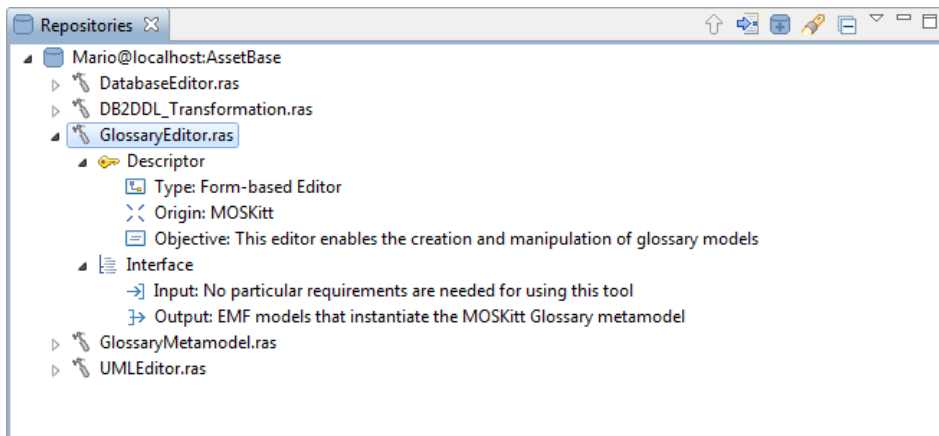 Repositories
Mario@localhost:AssetBase
DatabaseEditor.ras
DB2DDL_Transformation.ras
GlossaryEditor.ras
Descriptor
Type: Form-based Editor
Origin: MOSKitt
Objective: This editor enables the creation and manipulation of glossary models
Interface
Input: No particular requirements are needed for using this tool
Output: EMF models that instantiate the MOSKitt Glossary metamodel
GlossaryMetamodel.ras
UMLEditor.ras